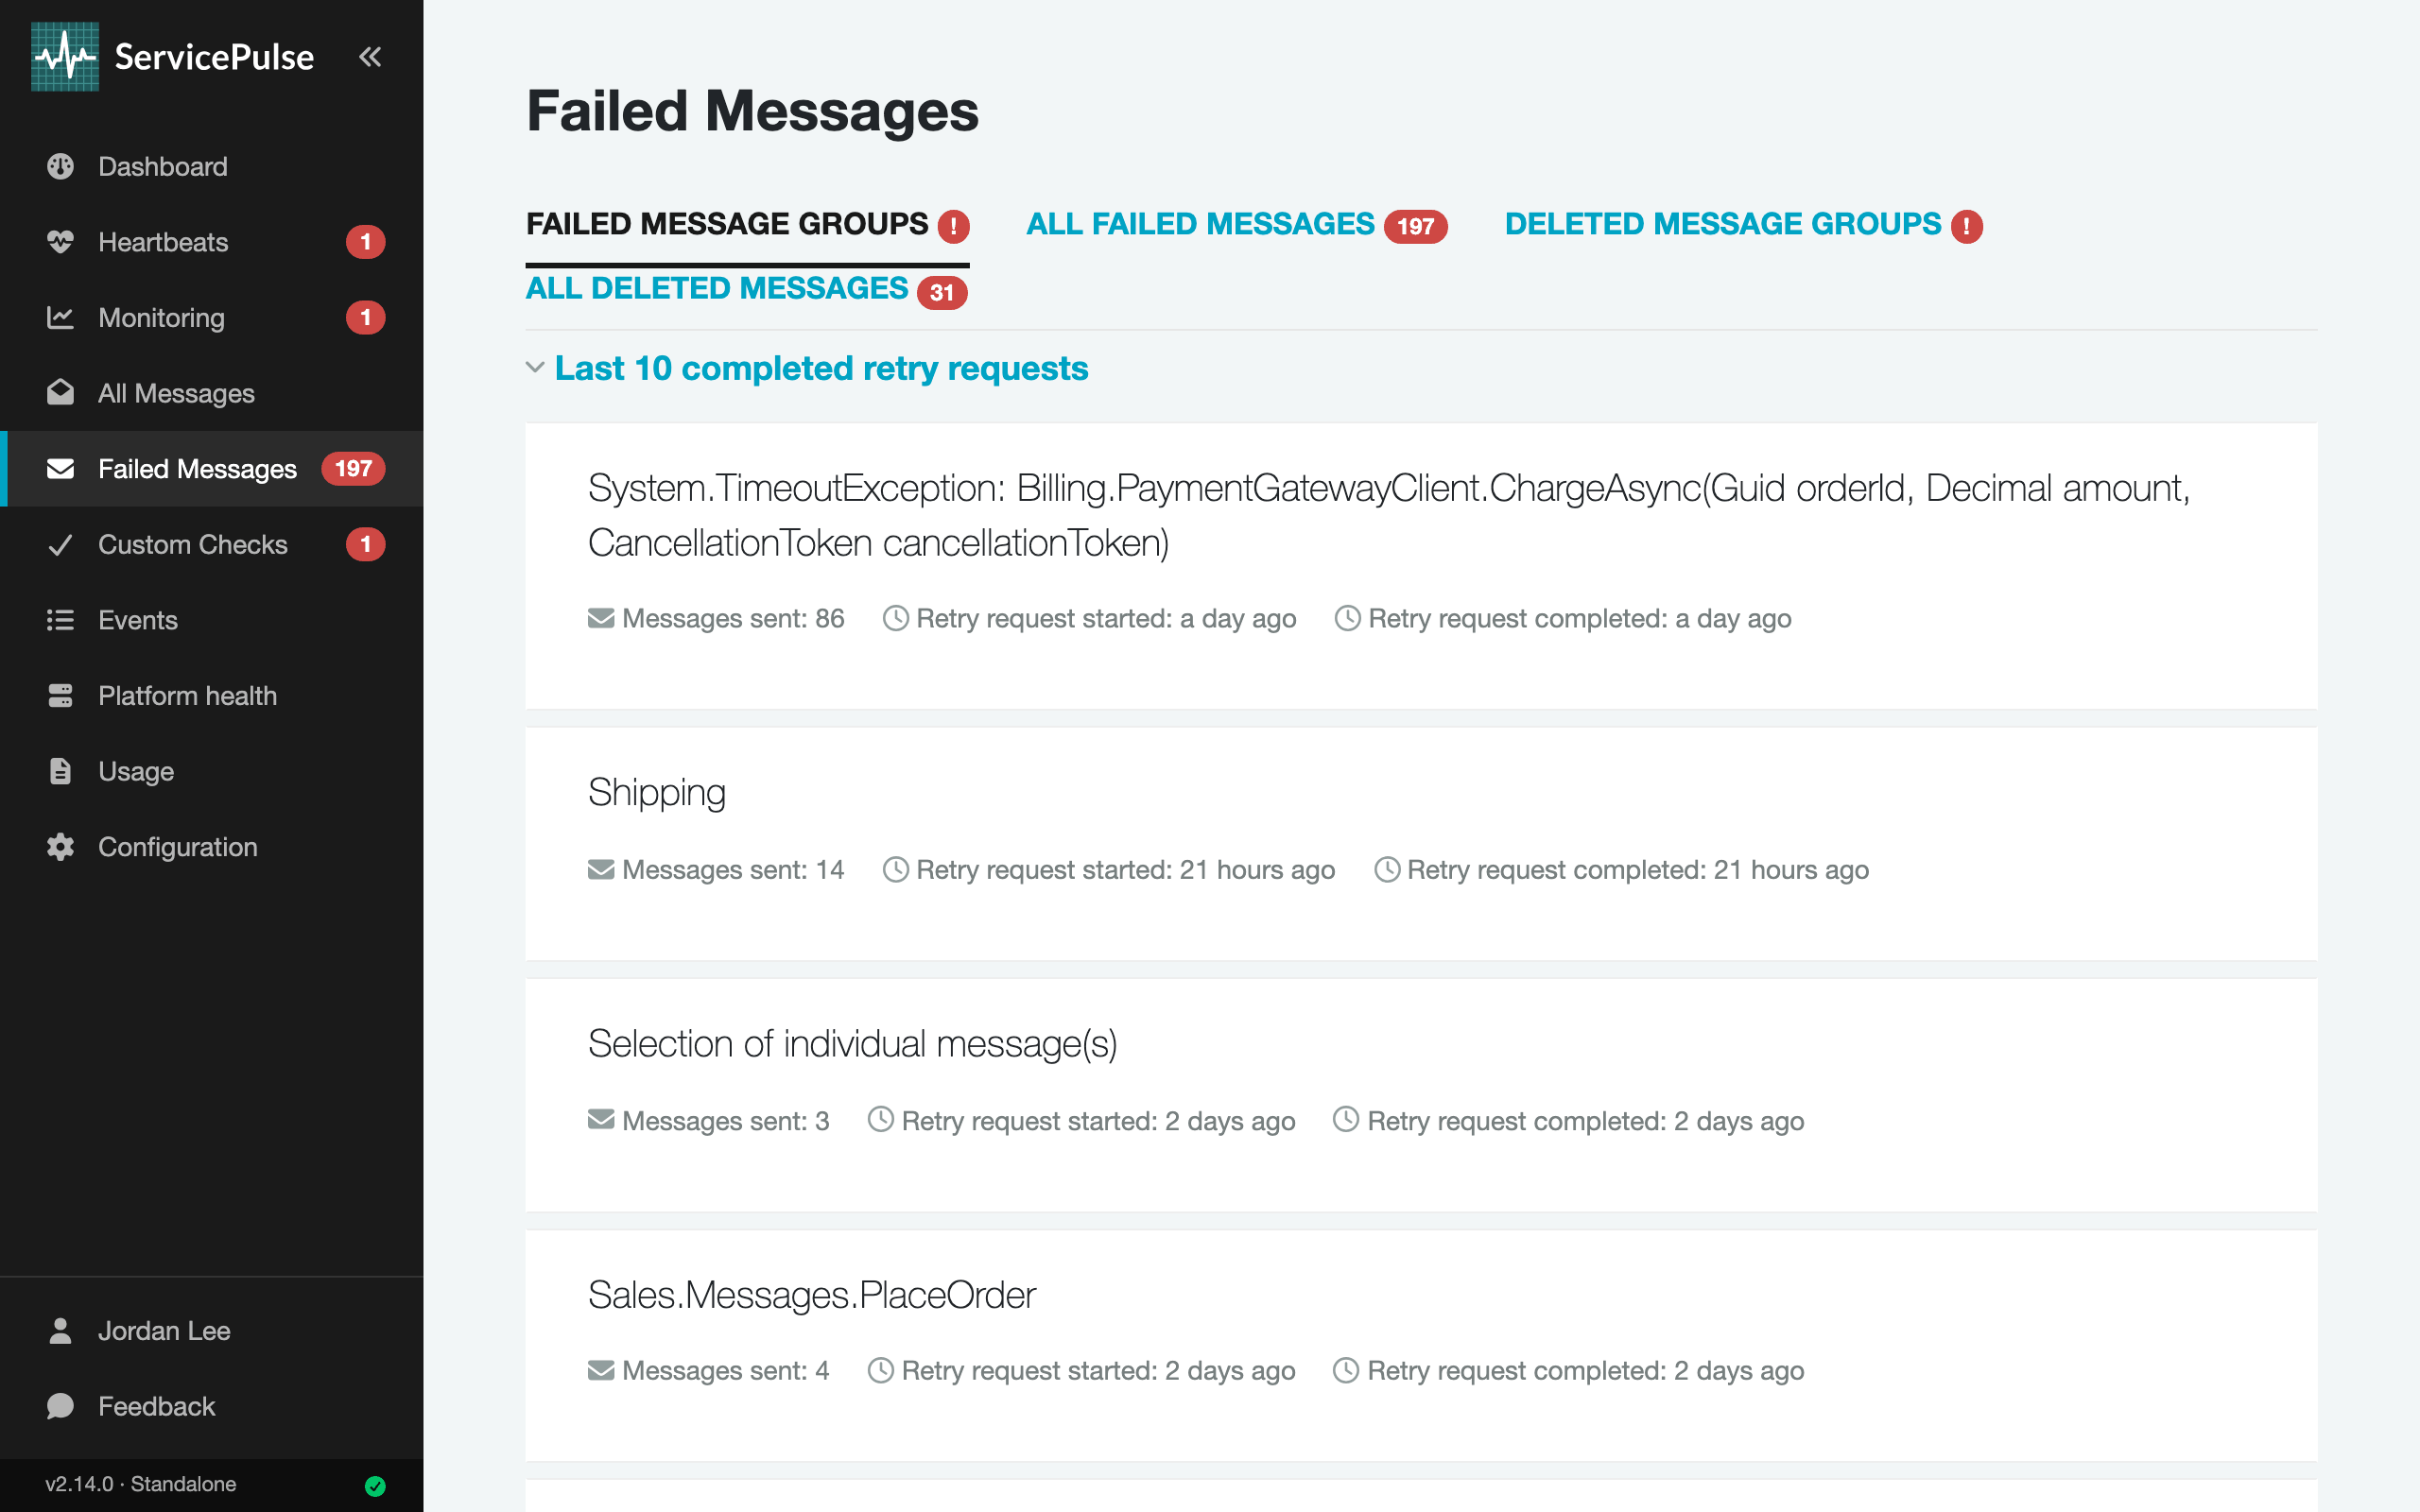 ServicePulse
Dashboard
Heartbeats 1
Monitoring 1
All Messages
Failed Messages 197
Custom Checks 1
Events
Platform health
Usage
Configuration
Jordan Lee
Feedback
v2.14.0 · Standalone
Failed Messages
FAILED MESSAGE GROUPS ! ALL FAILED MESSAGES 197 DELETED MESSAGE GROUPS !
ALL DELETED MESSAGES 31
Last 10 completed retry requests
System.TimeoutException: Billing.PaymentGatewayClient.ChargeAsync(Guid orderId, Decimal amount,
CancellationToken cancellationToken)
Messages sent: 86 Retry request started: a day ago Retry request completed: a day ago
Shipping
Messages sent: 14 Retry request started: 21 hours ago Retry request completed: 21 hours ago
Selection of individual message(s)
Messages sent: 3 Retry request started: 2 days ago Retry request completed: 2 days ago
Sales.Messages.PlaceOrder
Messages sent: 4 Retry request started: 2 days ago Retry request completed: 2 days ago